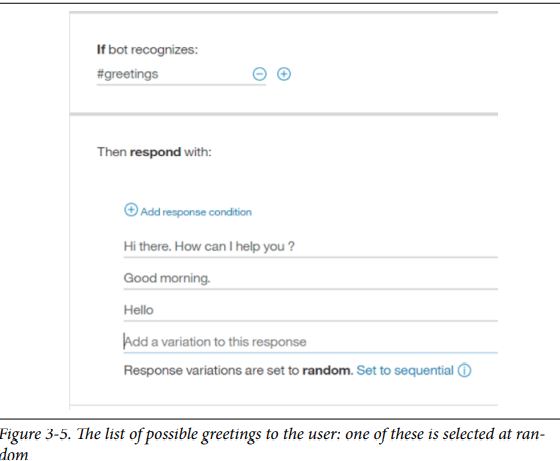 If bot recognizes:
#greetings
Then respond with:
Add response condition
Hi there. How can I help you ?
Good morning.
Hello
Add a variation to this response
Response variations are set to random. Set to sequential
Figure 3-5. The list of possible greetings to the user: one of these is selected at ran-
dom